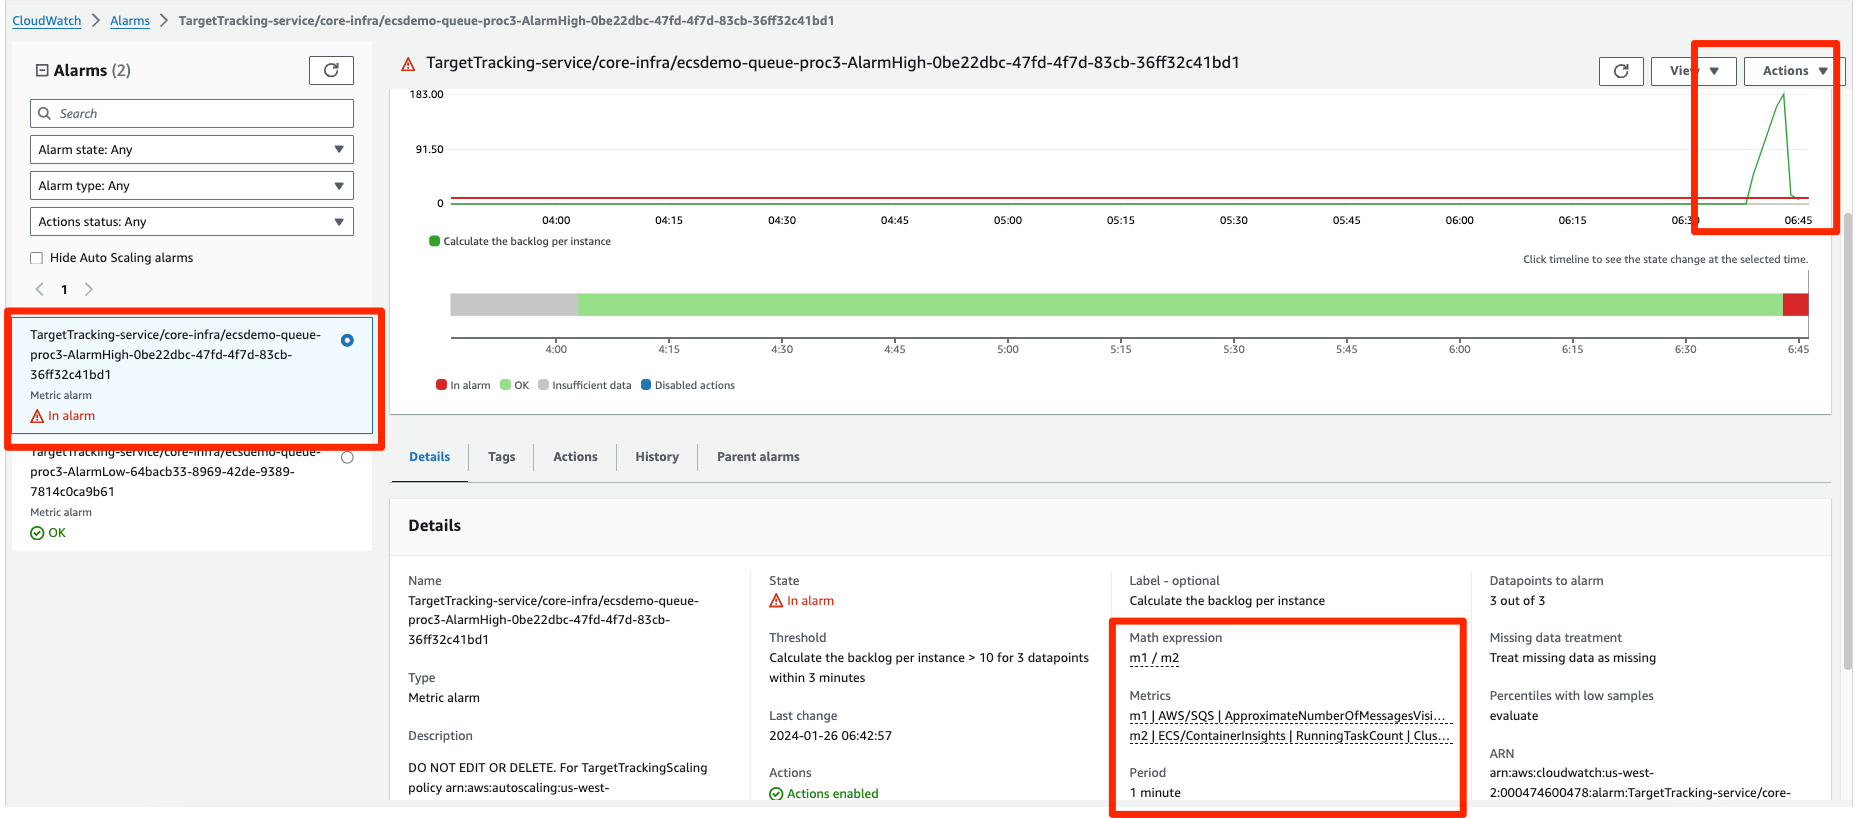 CloudWatch > Alarms > TargetTracking-service/core-infra/ecsdemo-queue-proc3-AlarmHigh-0be22dbc-47fd-4f7d-83cb-36ff32c41bd1
Alarms (2)
Search
Alarm state: Any
Alarm type: Any
Actions status: Any
Hide Auto Scaling alarms
1
TargetTracking-service/core-infra/ecsdemo-queue-
proc3-AlarmHigh-0be22dbc-47fd-4f7d-83cb-
36ff32c41bd1
Metric alarm
In alarm
TargetTracking-service/core-infra/ecsdemo-queue-
proc3-AlarmLow-64bacb33-8969-42de-9389-
7814c0ca9b61
Metric alarm
OK
TargetTracking-service/core-infra/ecsdemo-queue-proc3-AlarmHigh-0be22dbc-47fd-4f7d-83cb-36ff32c41bd1
View
Actions
183.00
91.50
0
04:00 04:15 04:30 04:45 05:00 05:15 05:30 05:45 06:00 06:15 06:30 06:45
Calculate the backlog per instance
Click timeline to see the state change at the selected time.
4:00 4:15 4:30 4:45 5:00 5:15 5:30 5:45 6:00 6:15 6:30 6:45
In alarm OK Insufficient data Disabled actions
Details Tags Actions History Parent alarms
Details
Name
TargetTracking-service/core-infra/ecsdemo-queue-
proc3-AlarmHigh-0be22dbc-47fd-4f7d-83cb-
36ff32c41bd1
Type
Metric alarm
Description
DO NOT EDIT OR DELETE. For TargetTrackingScaling
policy arn:aws:autoscaling:us-west-
State
In alarm
Threshold
Calculate the backlog per instance > 10 for 3 datapoints
within 3 minutes
Last change
2024-01-26 06:42:57
Actions
Actions enabled
Label - optional
Calculate the backlog per instance
Math expression
m1 / m2
Metrics
m1 | AWS/SQS | ApproximateNumberOfMessagesVisi...
m2 | ECS/ContainerInsights | RunningTaskCount | Clus...
Period
1 minute
Datapoints to alarm
3 out of 3
Missing data treatment
Treat missing data as missing
Percentiles with low samples
evaluate
ARN
arn:aws:cloudwatch:us-west-
2:000474600478:alarm:TargetTracking-service/core-